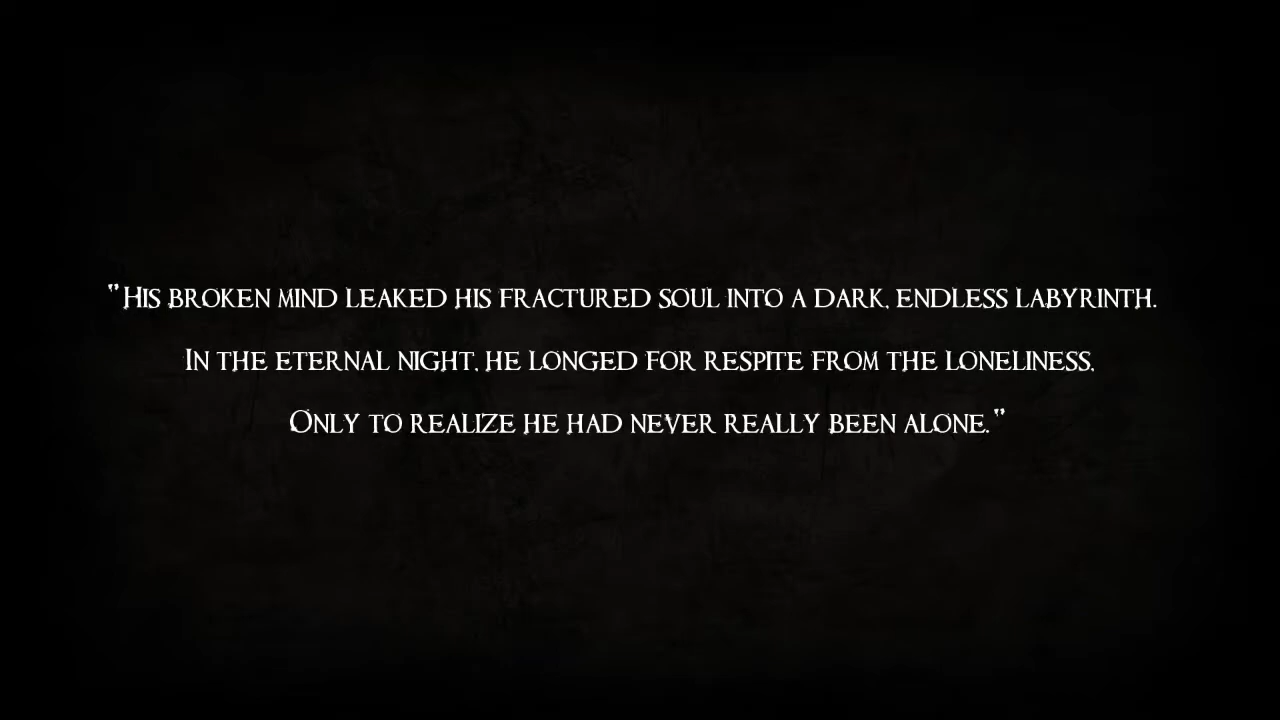 "His broken mind leaked his fractured soul into a dark, endless labyrinth.
In the eternal night, he longed for respite from the loneliness,
Only to realize he had never really been alone."